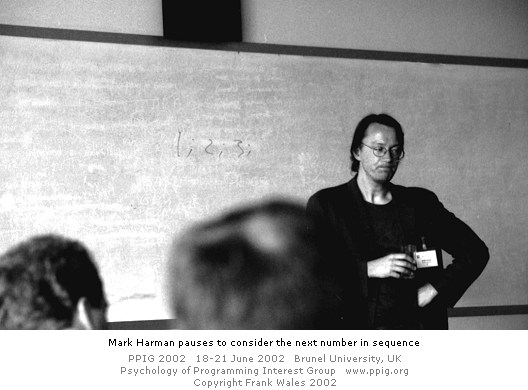 1; 2; 3;
Mark Harman pauses to consider the next number in sequence
PPIG 2002 18-21 June 2002 Brunel University, UK
Psychology of Programming Interest Group www.ppig.org
Copyright Frank Wales 2002